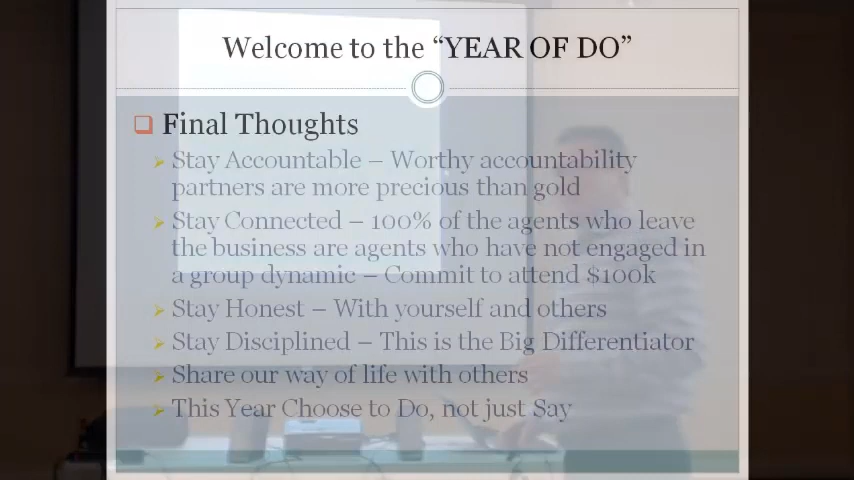 Welcome to the “YEAR OF DO”
Final Thoughts
Stay Accountable – Worthy accountability
partners are more precious than gold
Stay Connected – 100% of the agents who leave
the business are agents who have not engaged in
a group dynamic – Commit to attend $100k
Stay Honest – With yourself and others
Stay Disciplined – This is the Big Differentiator
Share our way of life with others
This Year Choose to Do, not just Say